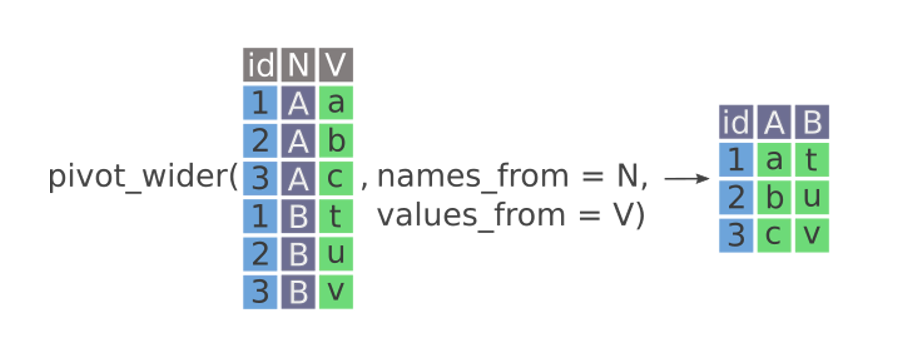 id N V
1 A a
2 A b
pivot_wider( 3 A c , names_from = N,
1 B t values_from = V)
2 B u
3 B v
id A B
1 a t
2 b u
3 c v